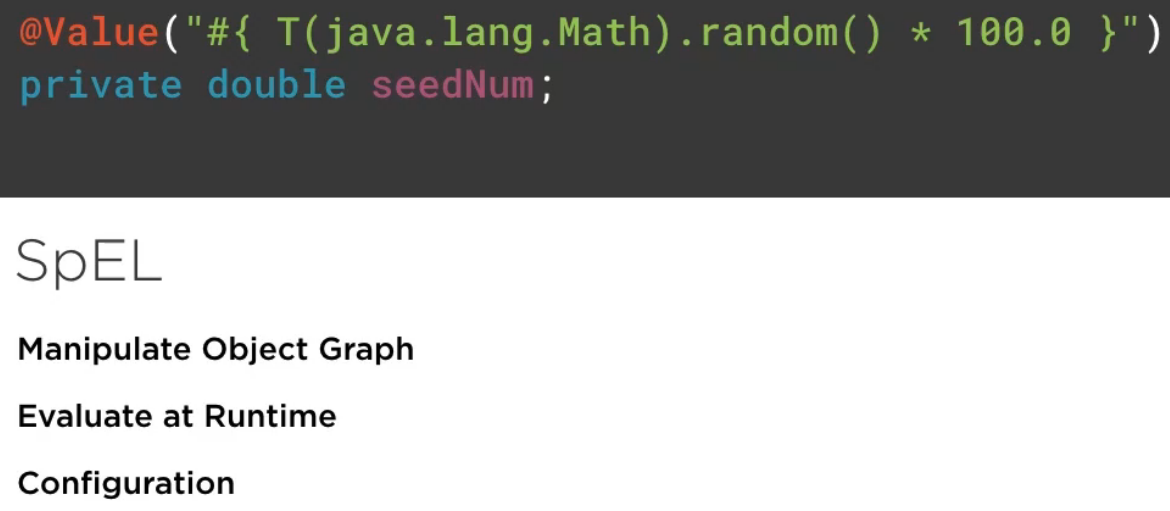 @Value("#{ T(java.lang.Math).random() * 100.0 }")
private double seedNum;
SpEL
Manipulate Object Graph
Evaluate at Runtime
Configuration